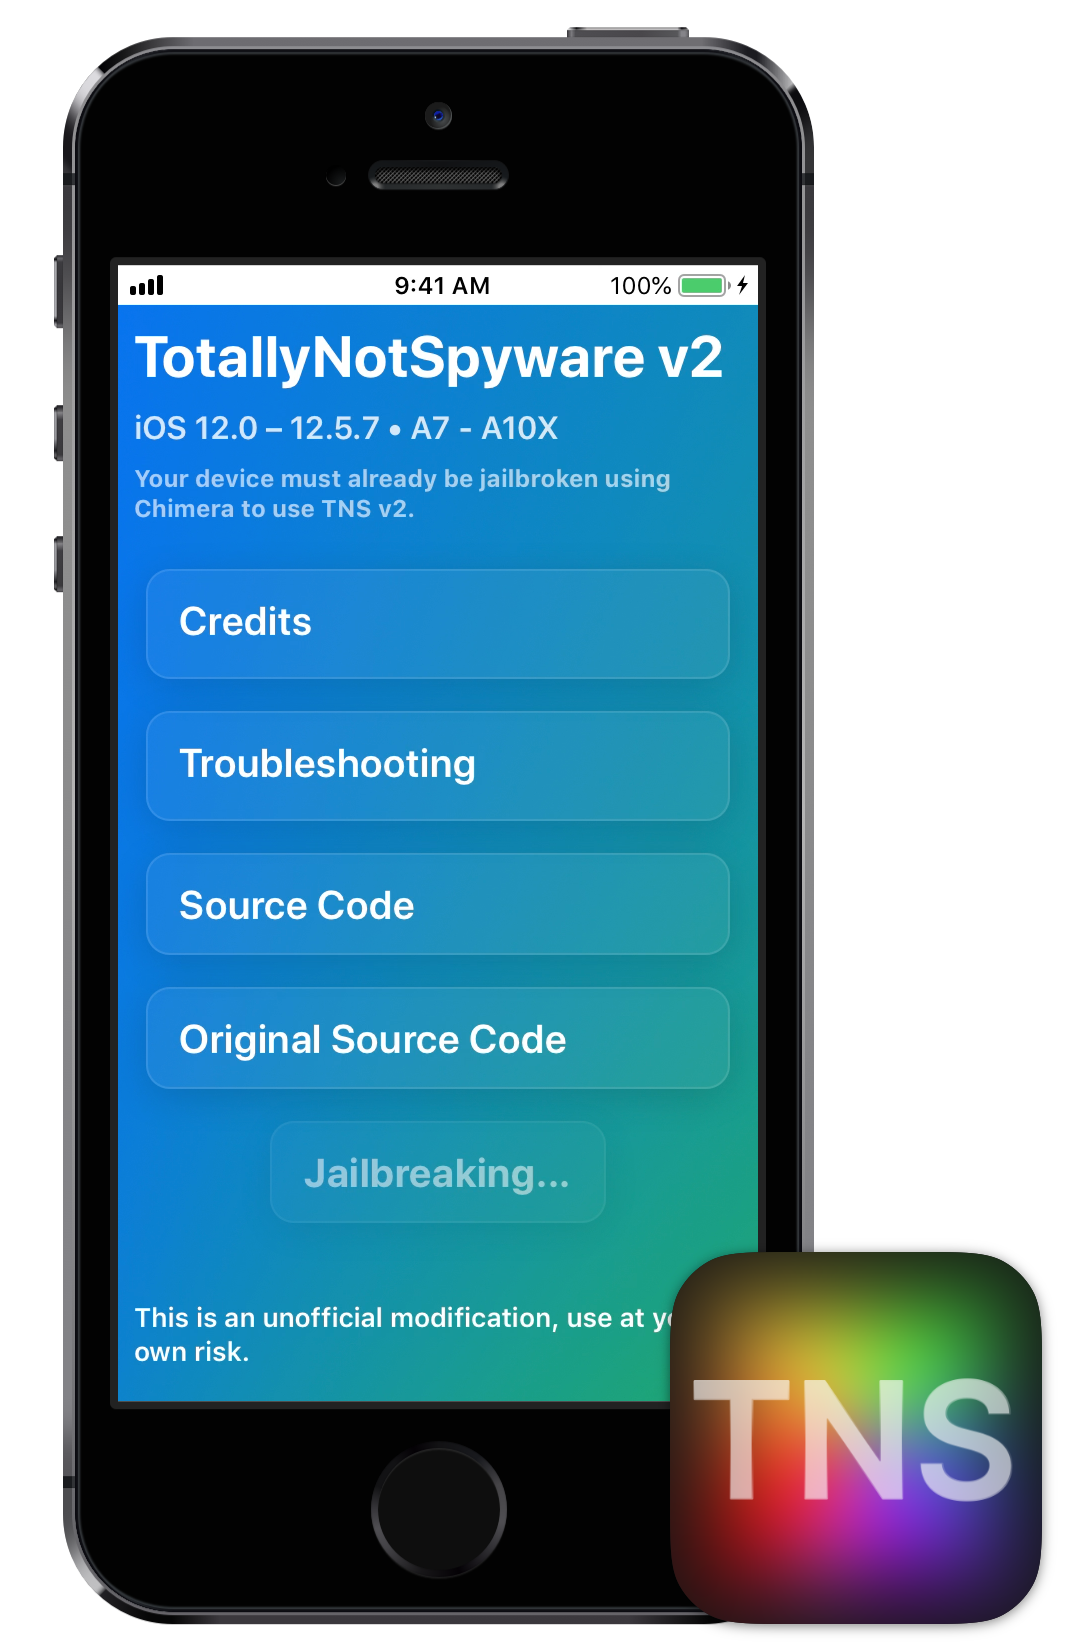 9:41 AM 100%
TotallyNotSpyware v2
iOS 12.0 – 12.5.7 • A7 - A10X
Your device must already be jailbroken using
Chimera to use TNS v2.
Credits
Troubleshooting
Source Code
Original Source Code
Jailbreaking...
This is an unofficial modification, use at
own risk.
TNS